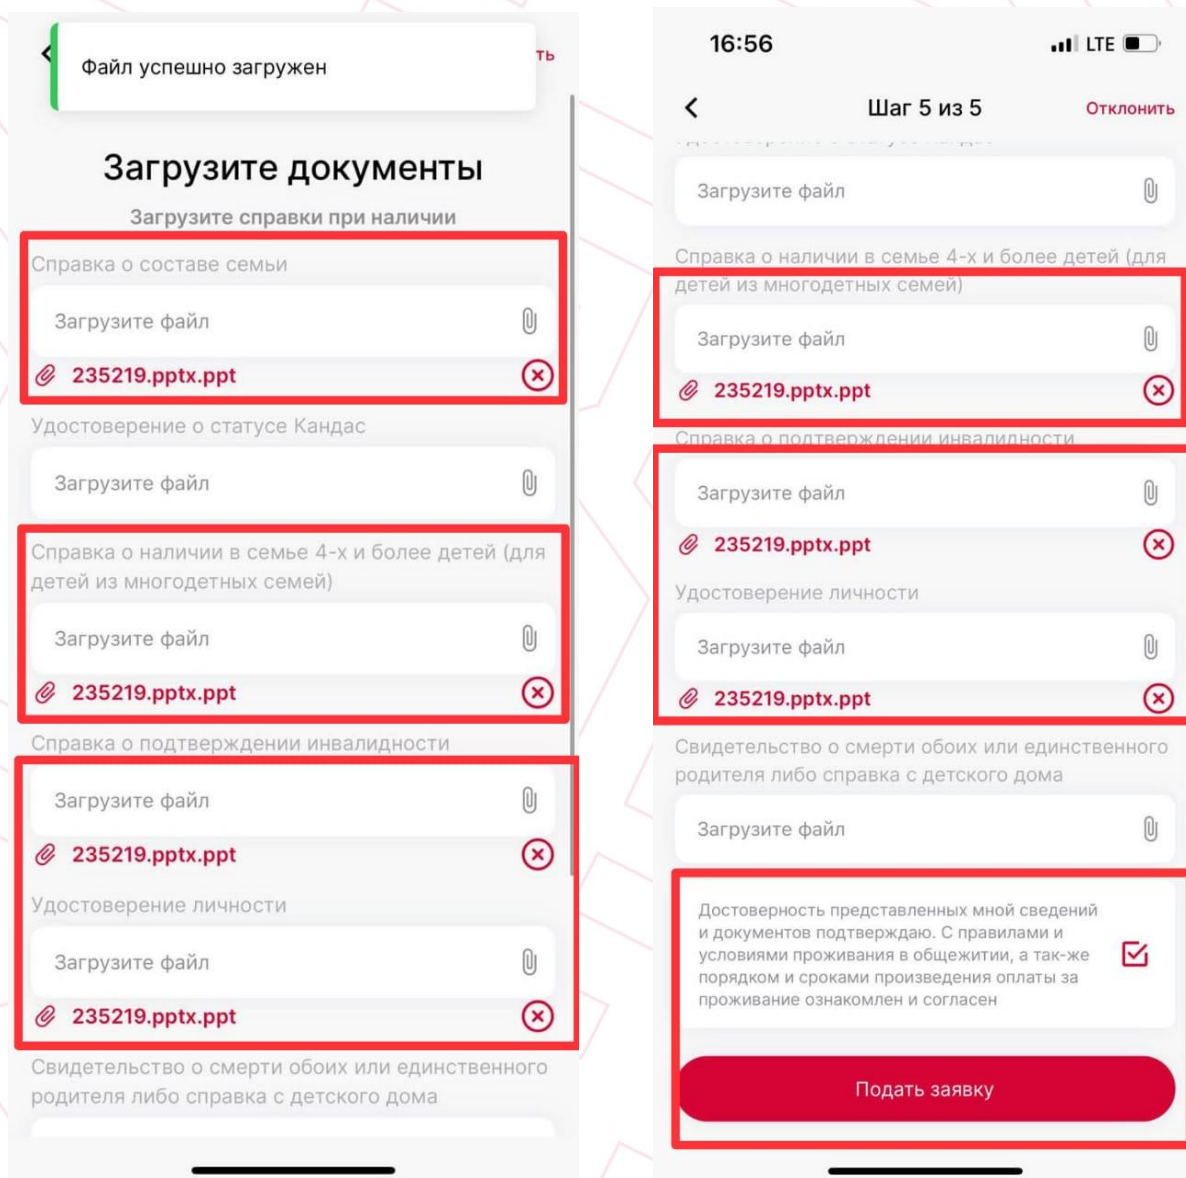 Файл успешно загружен
ть
Загрузите документы
Загрузите справки при наличии
Справка о составе семьи
Загрузите файл
235219.pptx.ppt
Удостоверение о статусе Кандас
Загрузите файл
Справка о наличии в семье 4-х и более детей (для
детей из многодетных семей)
Загрузите файл
235219.pptx.ppt
Справка о подтверждении инвалидности
Загрузите файл
235219.pptx.ppt
Удостоверение личности
Загрузите файл
235219.pptx.ppt
Свидетельство о смерти обоих или единственного
родителя либо справка с детского дома
16:56
LTE
Шаг 5 из 5
Отклонить
Загрузите файл
Справка о наличии в семье 4-х и более детей (для
детей из многодетных семей)
Загрузите файл
235219.pptx.ppt
Справка о подтверждении инвалидности
Загрузите файл
235219.pptx.ppt
Удостоверение личности
Загрузите файл
235219.pptx.ppt
Свидетельство о смерти обоих или единственного
родителя либо справка с детского дома
Загрузите файл
Достоверность представленных мной сведений
и документов подтверждаю. С правилами и
условиями проживания в общежитии, а так-же
порядком и сроками произведения оплаты за
проживание ознакомлен и согласен
Подать заявку